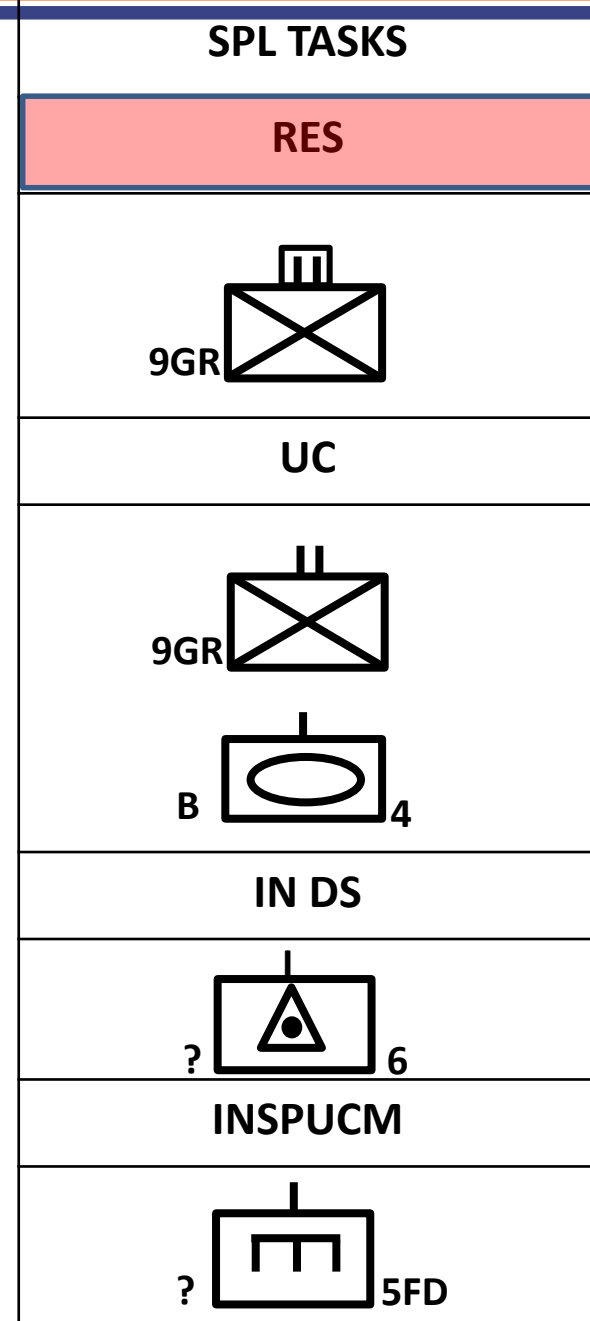 SPL TASKS
RES
9GR
UC
9GR
B 4
IN DS
? 6
INSPUCM
? 5FD